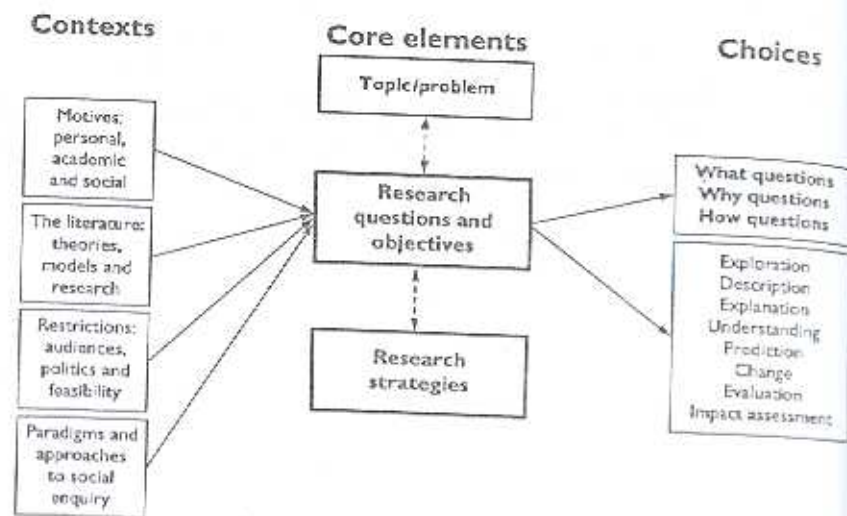 Contexts
Core elements
Choices
Motives:
personal,
academic
and social
The literature:
theories,
models and
research
Restrictions:
audiences,
politics and
feasibility
Paradigms and
approaches
to social
enquiry
Topic/problem
Research
questions and
objectives
Research
strategies
What questions
Why questions
How questions
Exploration
Description
Explanation
Understanding
Prediction
Change
Evaluation
Impact assessment